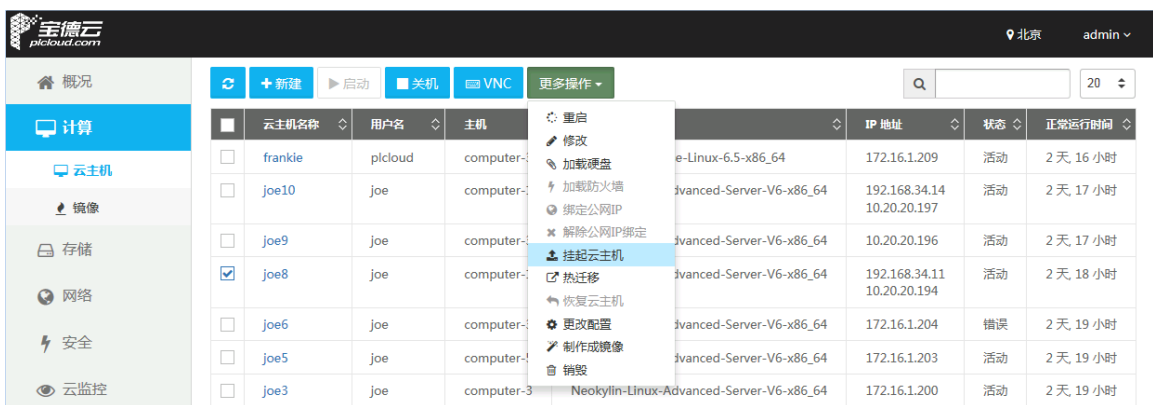 宝德云
plcloud.com
北京 admin
概况
计算
云主机
镜像
存储
网络
安全
云监控
新建 启动 关机 VNC 更多操作 20
云主机名称 用户名 主机 IP 地址 状态 正常运行时间
重启
修改
加载硬盘
加载防火墙
绑定公网IP
解除公网IP绑定
挂起云主机
热迁移
恢复云主机
更改配置
制作成镜像
销毁
frankie plcloud computer- e-Linux-6.5-x86_64 172.16.1.209 活动 2 天, 16 小时
joe10 joe computer- dvanced-Server-V6-x86_64 192.168.34.14 活动 2 天, 17 小时
10.20.20.197
joe9 joe computer- dvanced-Server-V6-x86_64 10.20.20.196 活动 2 天, 17 小时
joe8 joe computer- dvanced-Server-V6-x86_64 192.168.34.11 活动 2 天, 18 小时
10.20.20.194
joe6 joe computer- dvanced-Server-V6-x86_64 172.16.1.204 错误 2 天, 19 小时
joe5 joe computer- dvanced-Server-V6-x86_64 172.16.1.203 活动 2 天, 19 小时
joe3 joe computer-3 Neokylin-Linux-Advanced-Server-V6-x86_64 172.16.1.200 活动 2 天, 19 小时